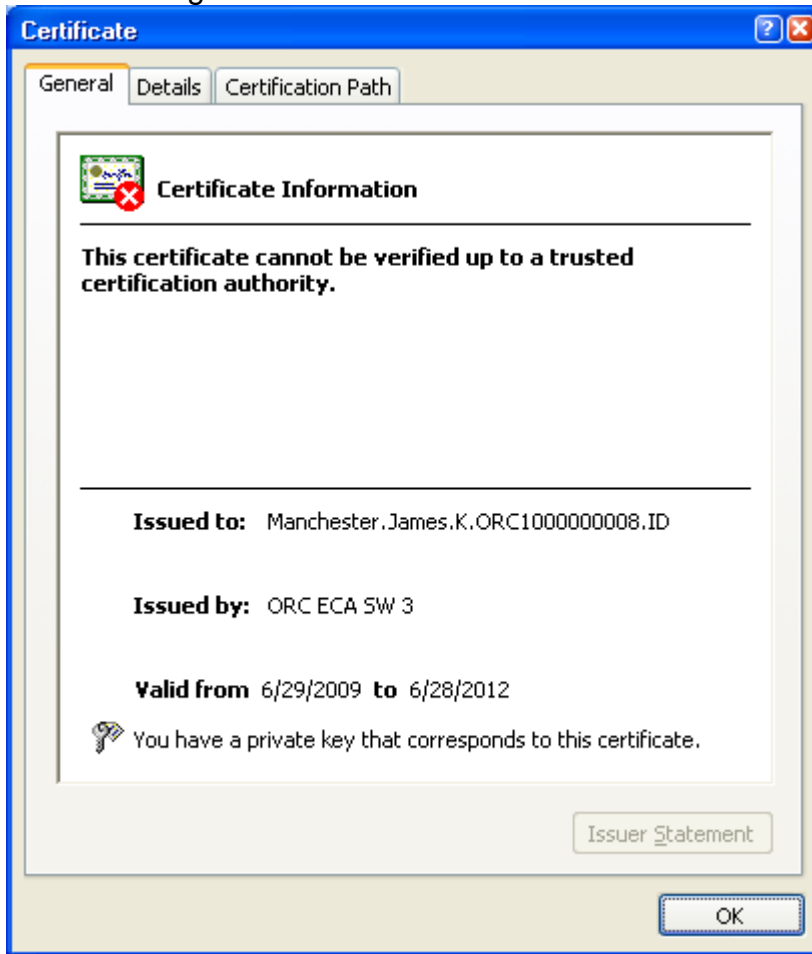 Certificate
General Details Certification Path
Certificate Information
This certificate cannot be verified up to a trusted
certification authority.
Issued to: Manchester.James.K.ORC1000000008.ID
Issued by: ORC ECA SW 3
Valid from 6/29/2009 to 6/28/2012
You have a private key that corresponds to this certificate.
Issuer Statement
OK